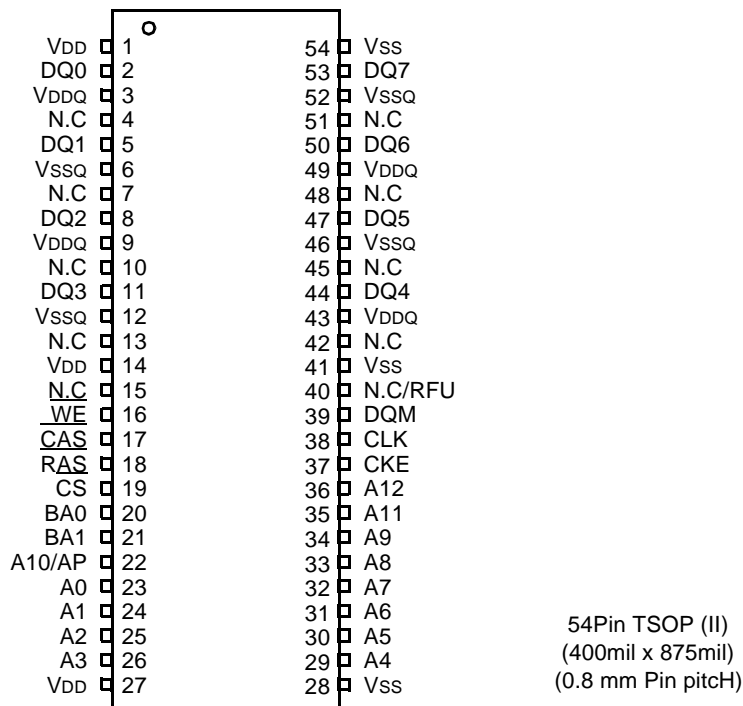 VDD 1 54 VSS
DQ0 2 53 DQ7
VDDQ 3 52 VSSQ
N.C 4 51 N.C
DQ1 5 50 DQ6
VSSQ 6 49 VDDQ
N.C 7 48 N.C
DQ2 8 47 DQ5
VDDQ 9 46 VSSQ
N.C 10 45 N.C
DQ3 11 44 DQ4
VSSQ 12 43 VDDQ
N.C 13 42 N.C
VDD 14 41 VSS
N.C 15 40 N.C/RFU
WE 16 39 DQM
CAS 17 38 CLK
RAS 18 37 CKE
CS 19 36 A12
BA0 20 35 A11
BA1 21 34 A9
A10/AP 22 33 A8
A0 23 32 A7
A1 24 31 A6
A2 25 30 A5
A3 26 29 A4
VDD 27 28 VSS
54Pin TSOP (II)
(400mil x 875mil)
(0.8 mm Pin pitcH)